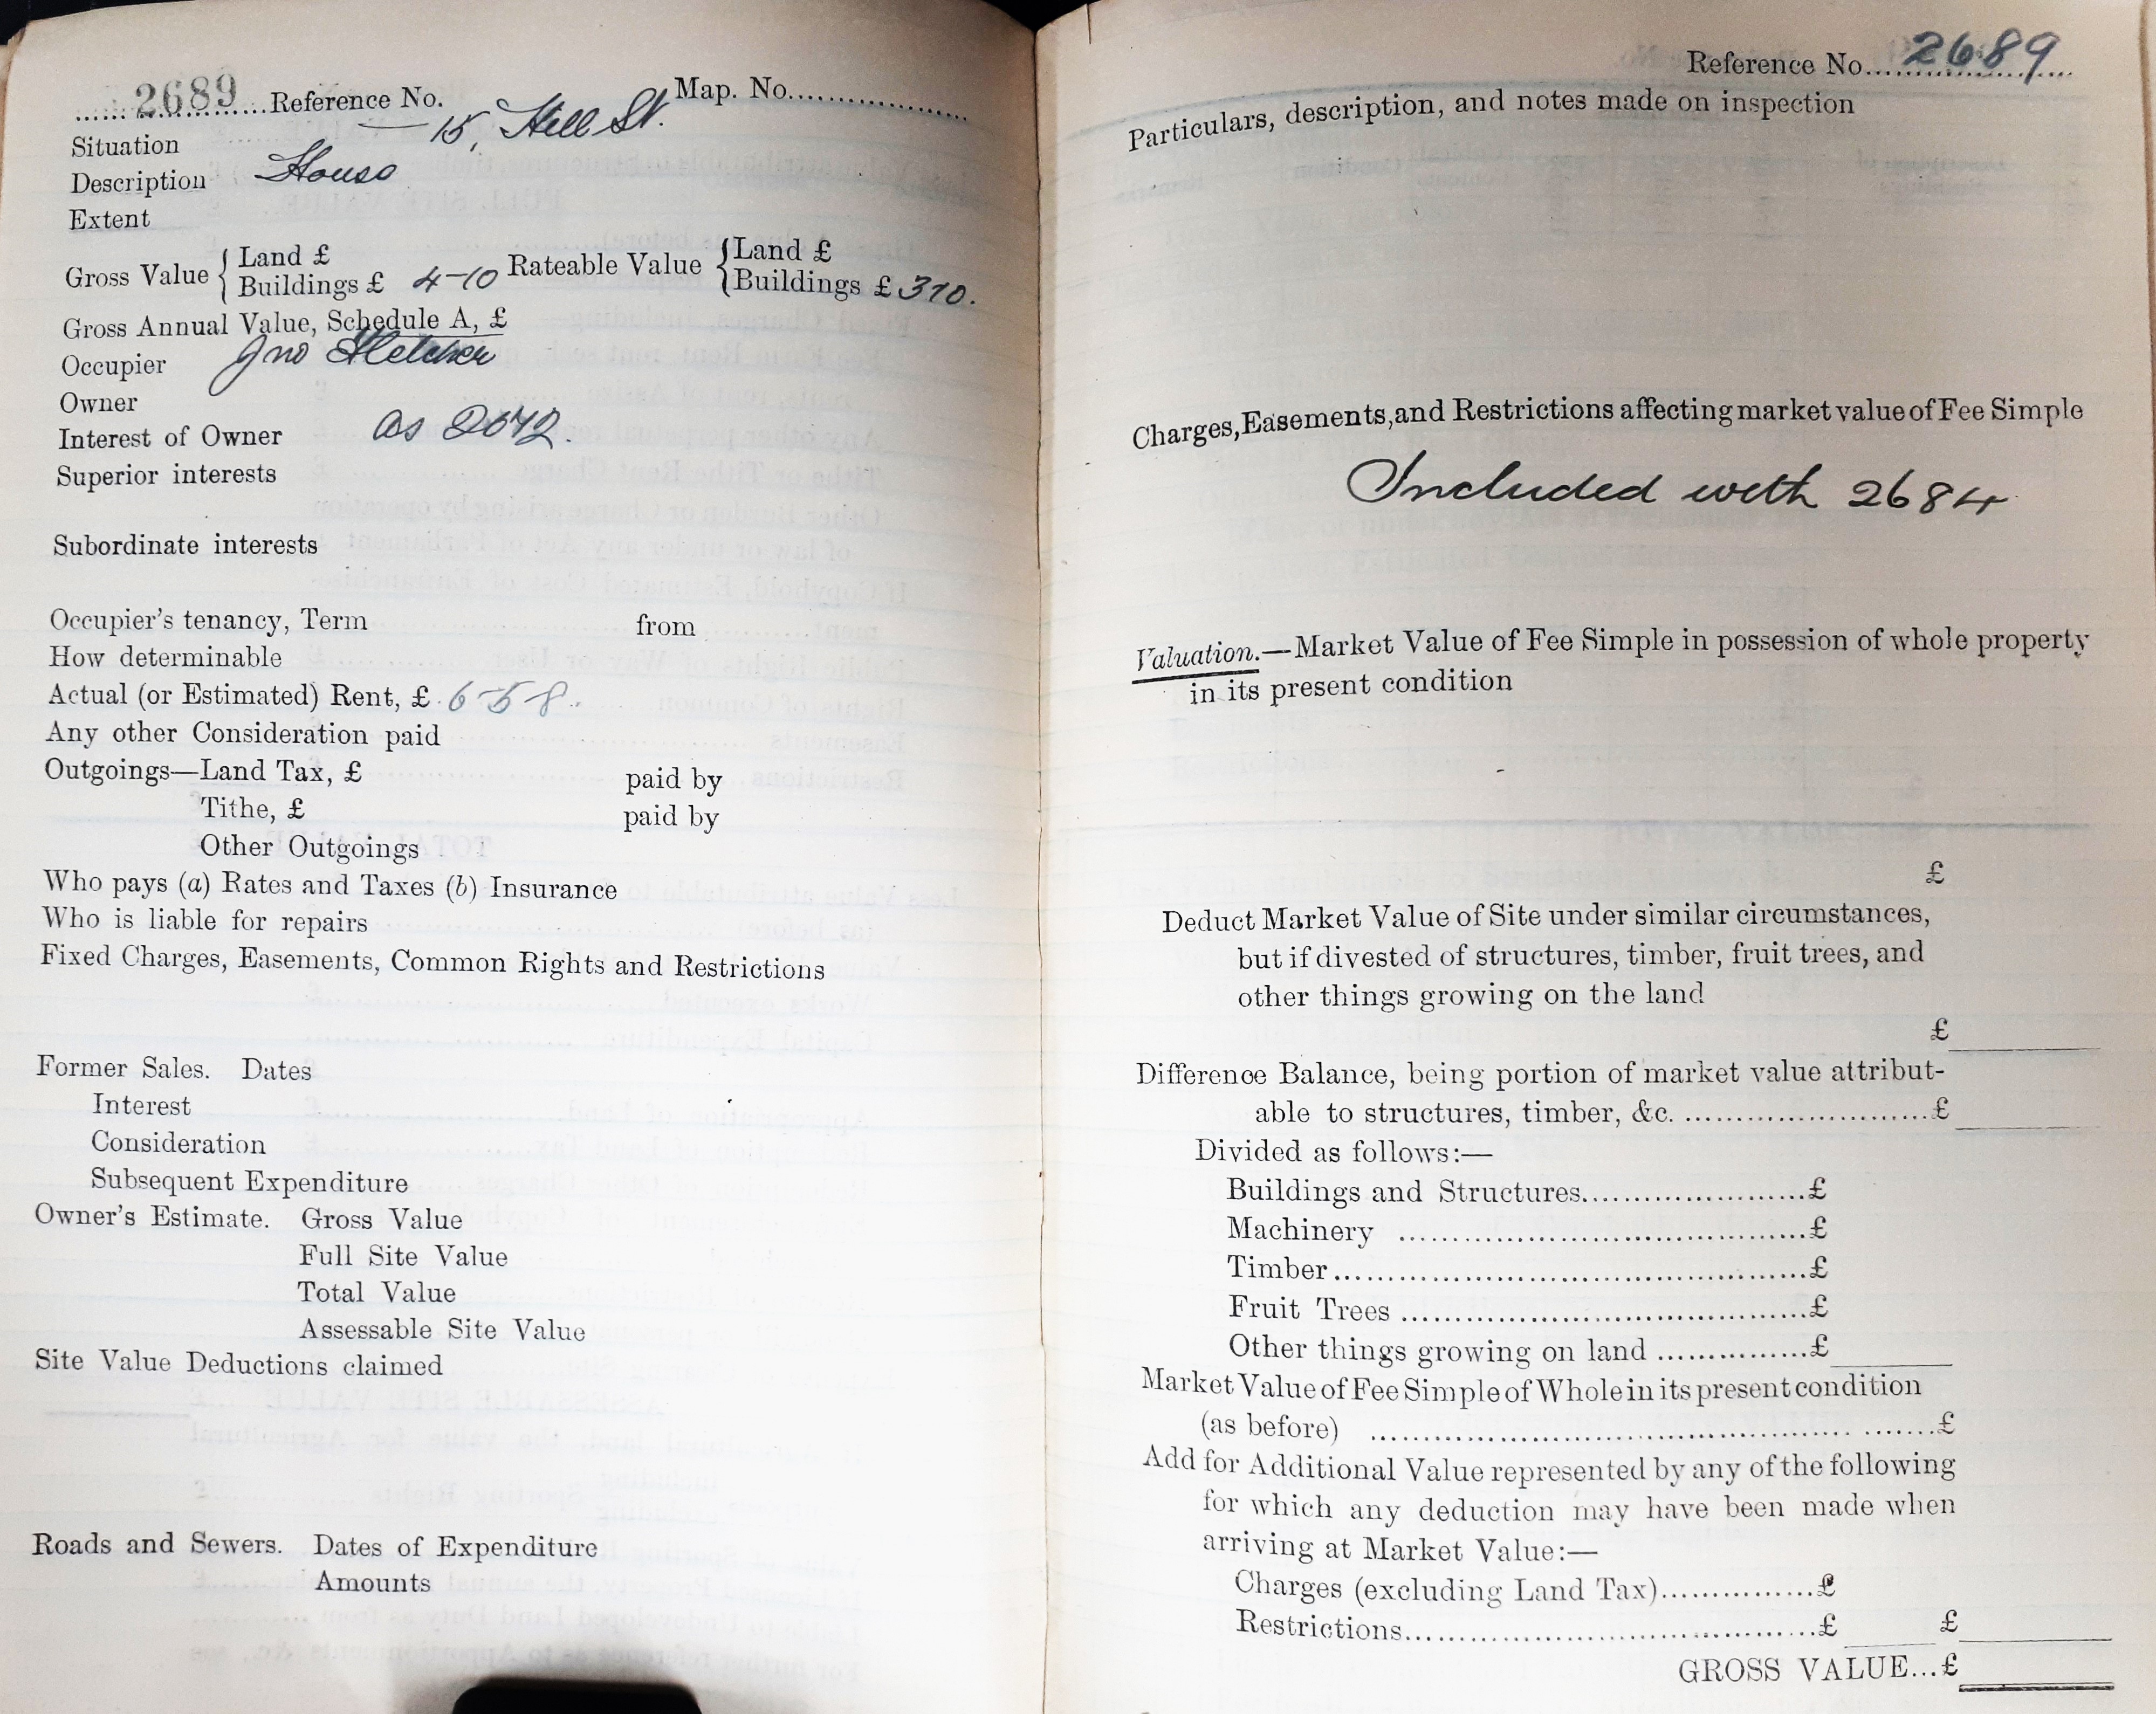 2689 Reference No. Map. No.
Situation 15, Hill St.
Description House
Extent
Gross Value { Land £
Buildings £ 4-10 Rateable Value { Land £
Buildings £ 310.
Gross Annual Value, Schedule A, £
Occupier Jno Fletcher
Owner
Interest of Owner as 2672.
Superior interests
Subordinate interests
Occupier's tenancy, Term from
How determinable
Actual (or Estimated) Rent, £ 6-5-8.
Any other Consideration paid
Outgoings—Land Tax, £ paid by
Tithe, £ paid by
Other Outgoings
Who pays (a) Rates and Taxes (b) Insurance
Who is liable for repairs
Fixed Charges, Easements, Common Rights and Restrictions
Former Sales. Dates
Interest
Consideration
Subsequent Expenditure
Owner's Estimate. Gross Value
Full Site Value
Total Value
Assessable Site Value
Site Value Deductions claimed
Roads and Sewers. Dates of Expenditure
Amounts
Reference No. 2689
Particulars, description, and notes made on inspection
Charges, Easements, and Restrictions affecting market value of Fee Simple
Included with 2684
Valuation.—Market Value of Fee Simple in possession of whole property
in its present condition
£
Deduct Market Value of Site under similar circumstances,
but if divested of structures, timber, fruit trees, and
other things growing on the land
£
Difference Balance, being portion of market value attribut-
able to structures, timber, &c. ........................£
Divided as follows:—
Buildings and Structures......................£
Machinery ........................................£
Timber..............................................£
Fruit Trees .......................................£
Other things growing on land ...............£
Market Value of Fee Simple of Whole in its present condition
(as before) ......................................................£
Add for Additional Value represented by any of the following
for which any deduction may have been made when
arriving at Market Value:—
Charges (excluding Land Tax)...............£
Restrictions........................................£ £
GROSS VALUE...£